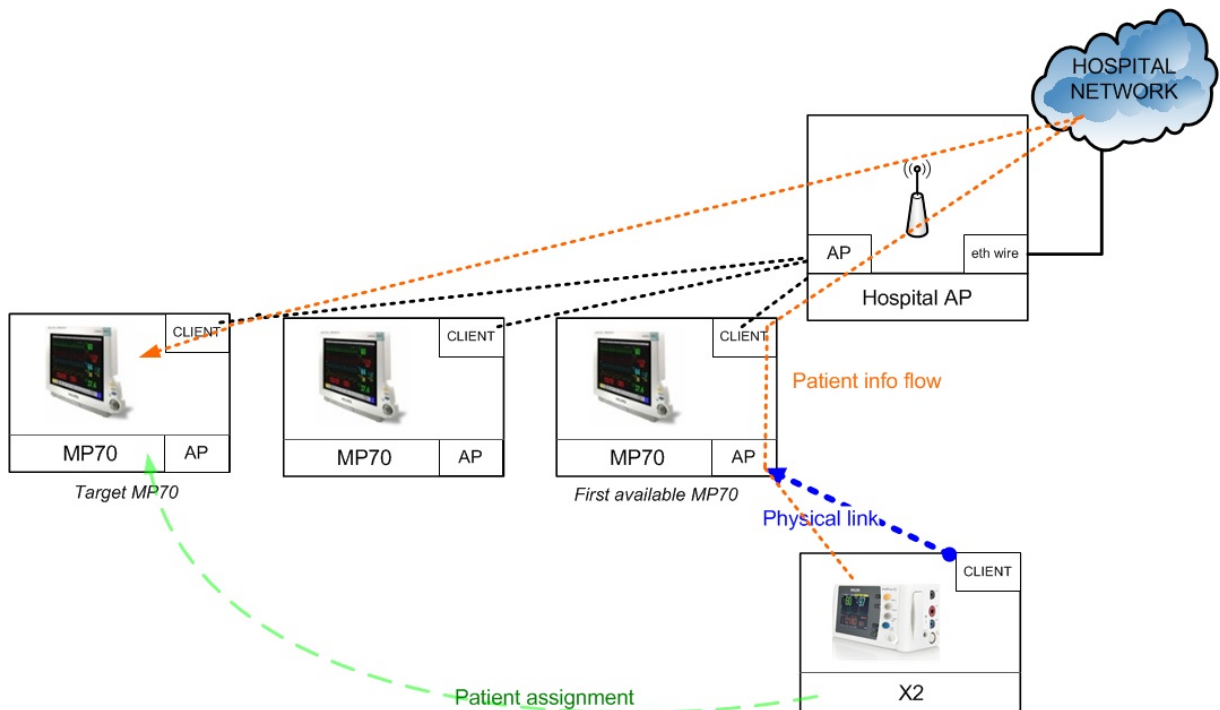 HOSPITAL
NETWORK
AP
eth wire
Hospital AP
CLIENT
CLIENT
CLIENT
Patient info flow
MP70
AP
MP70
AP
MP70
AP
Target MP70
First available MP70
Physical link
CLIENT
X2
Patient assignment